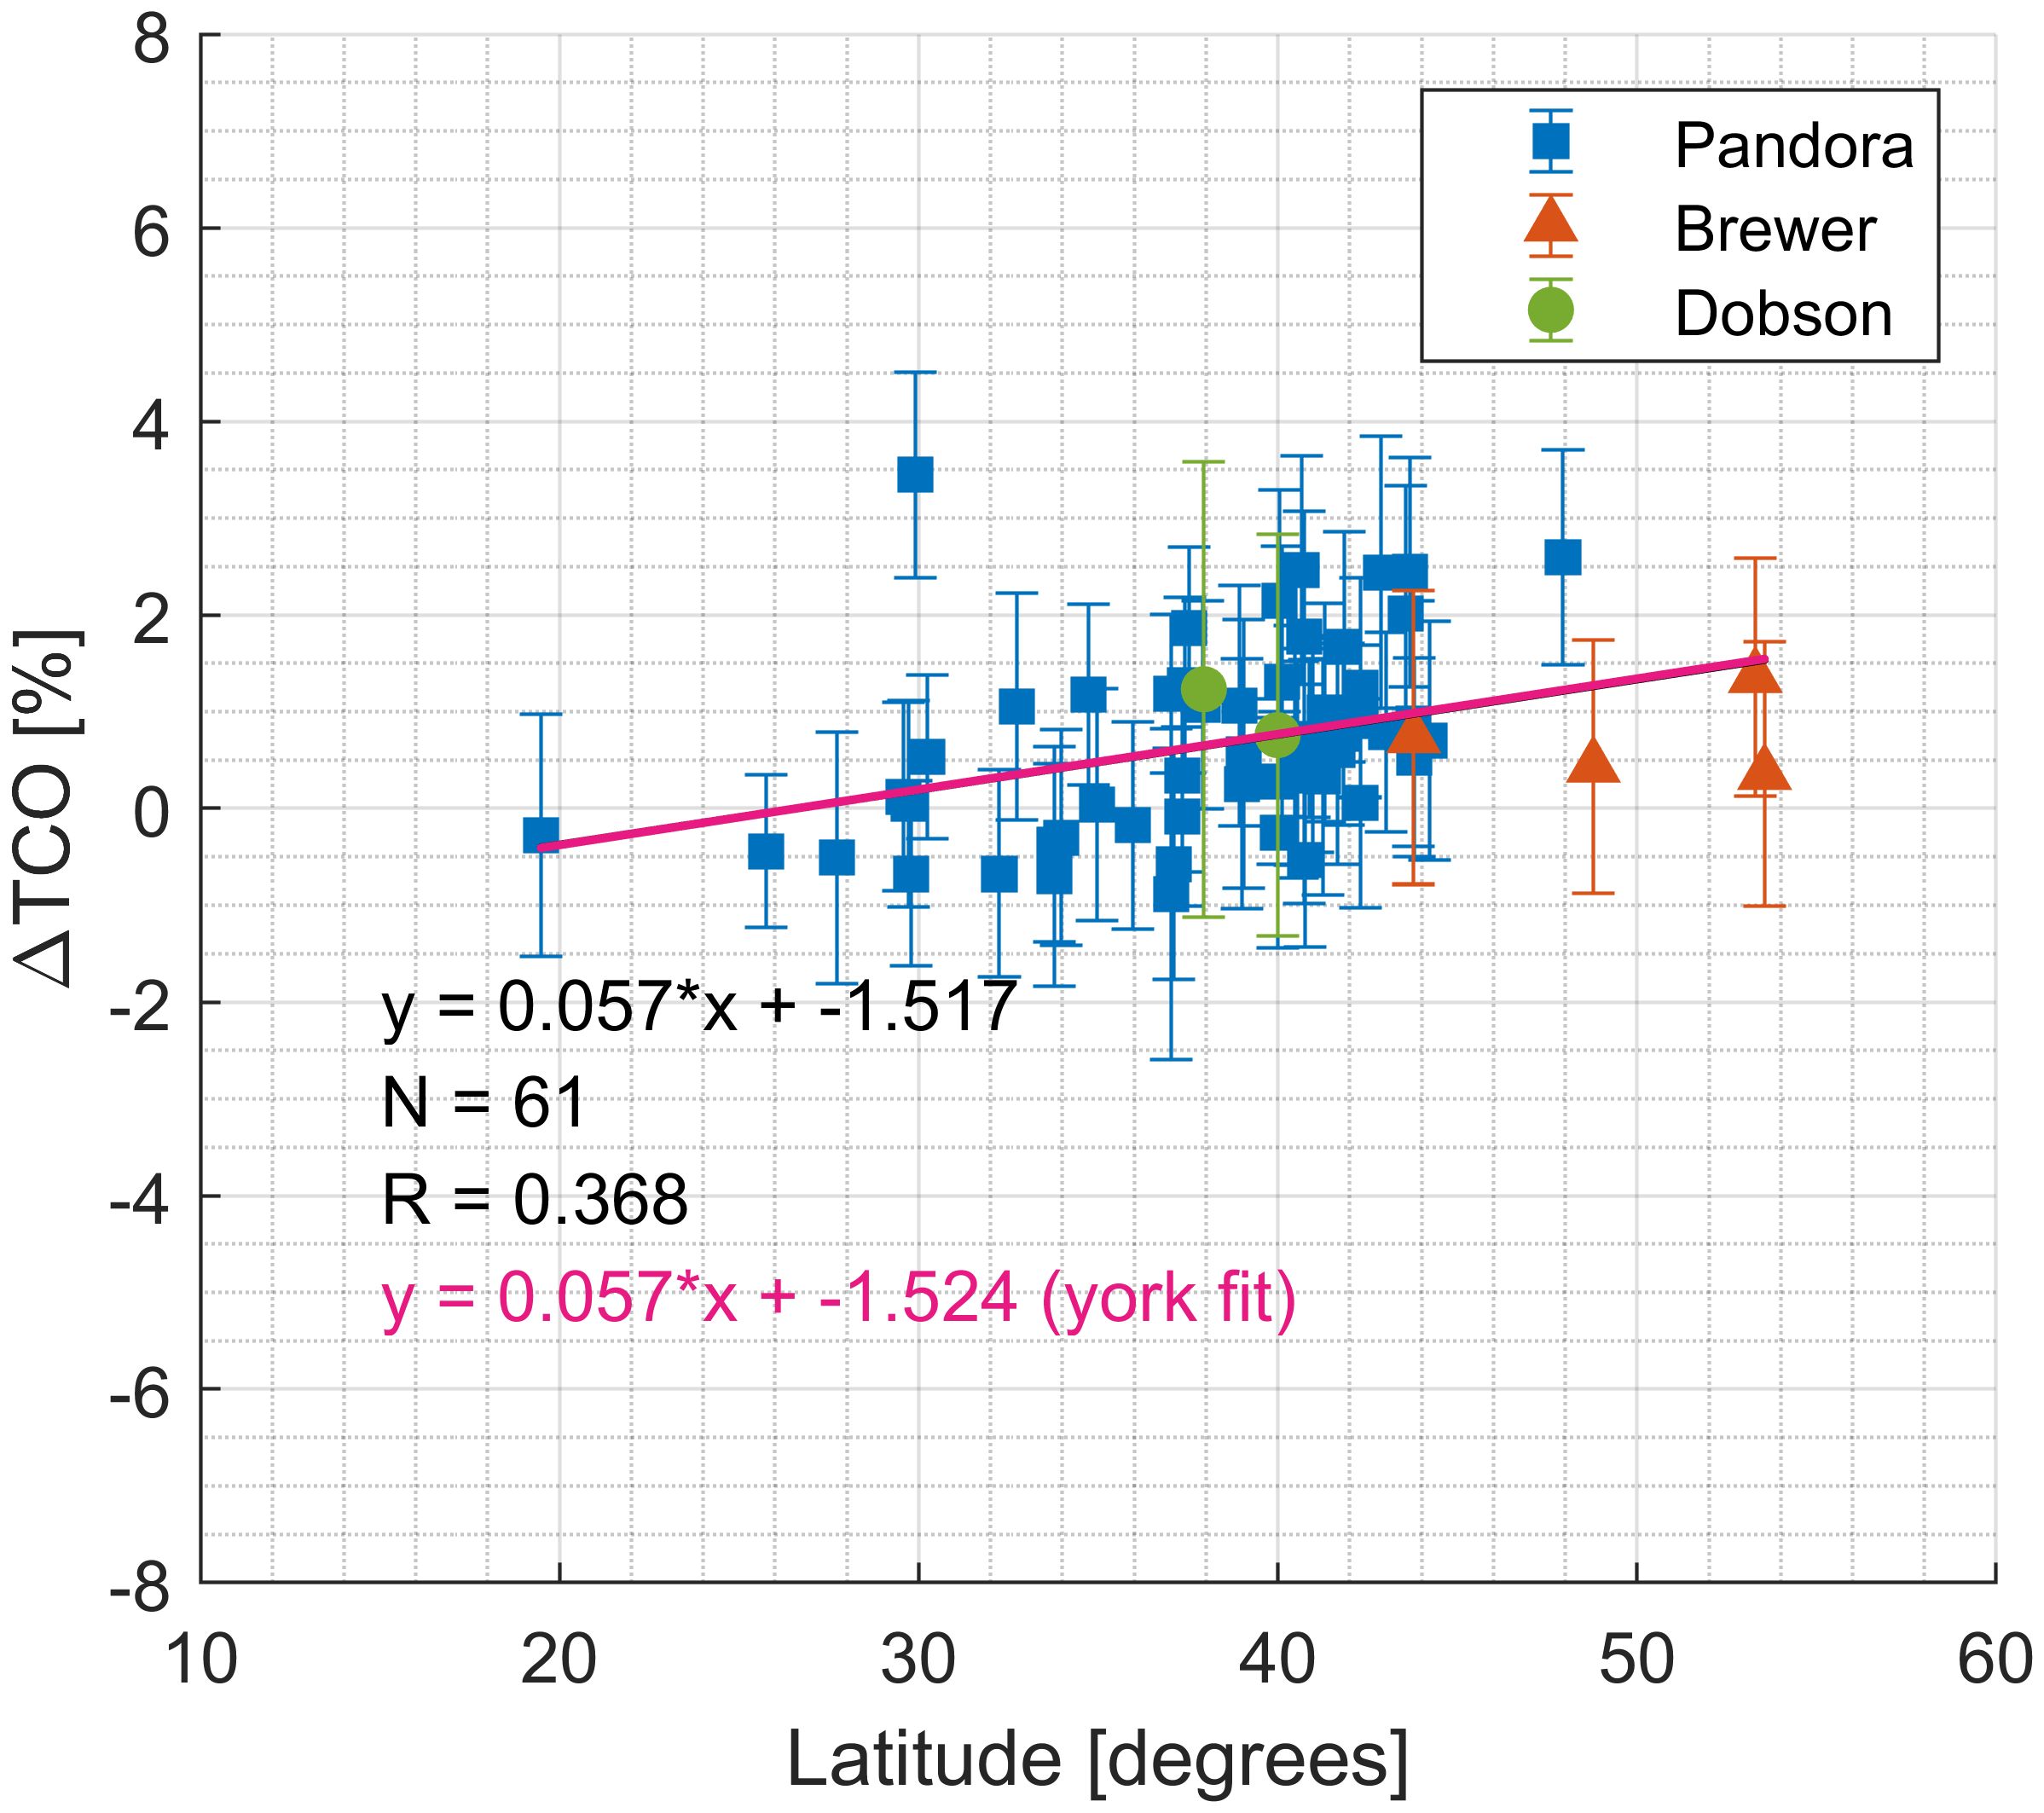 8
6
4
2
0
-2
-4
-6
-8
ΔTCO [%]
Pandora
Brewer
Dobson
y = 0.057*x + -1.517
N = 61
R = 0.368
y = 0.057*x + -1.524 (york fit)
10 20 30 40 50 60
Latitude [degrees]